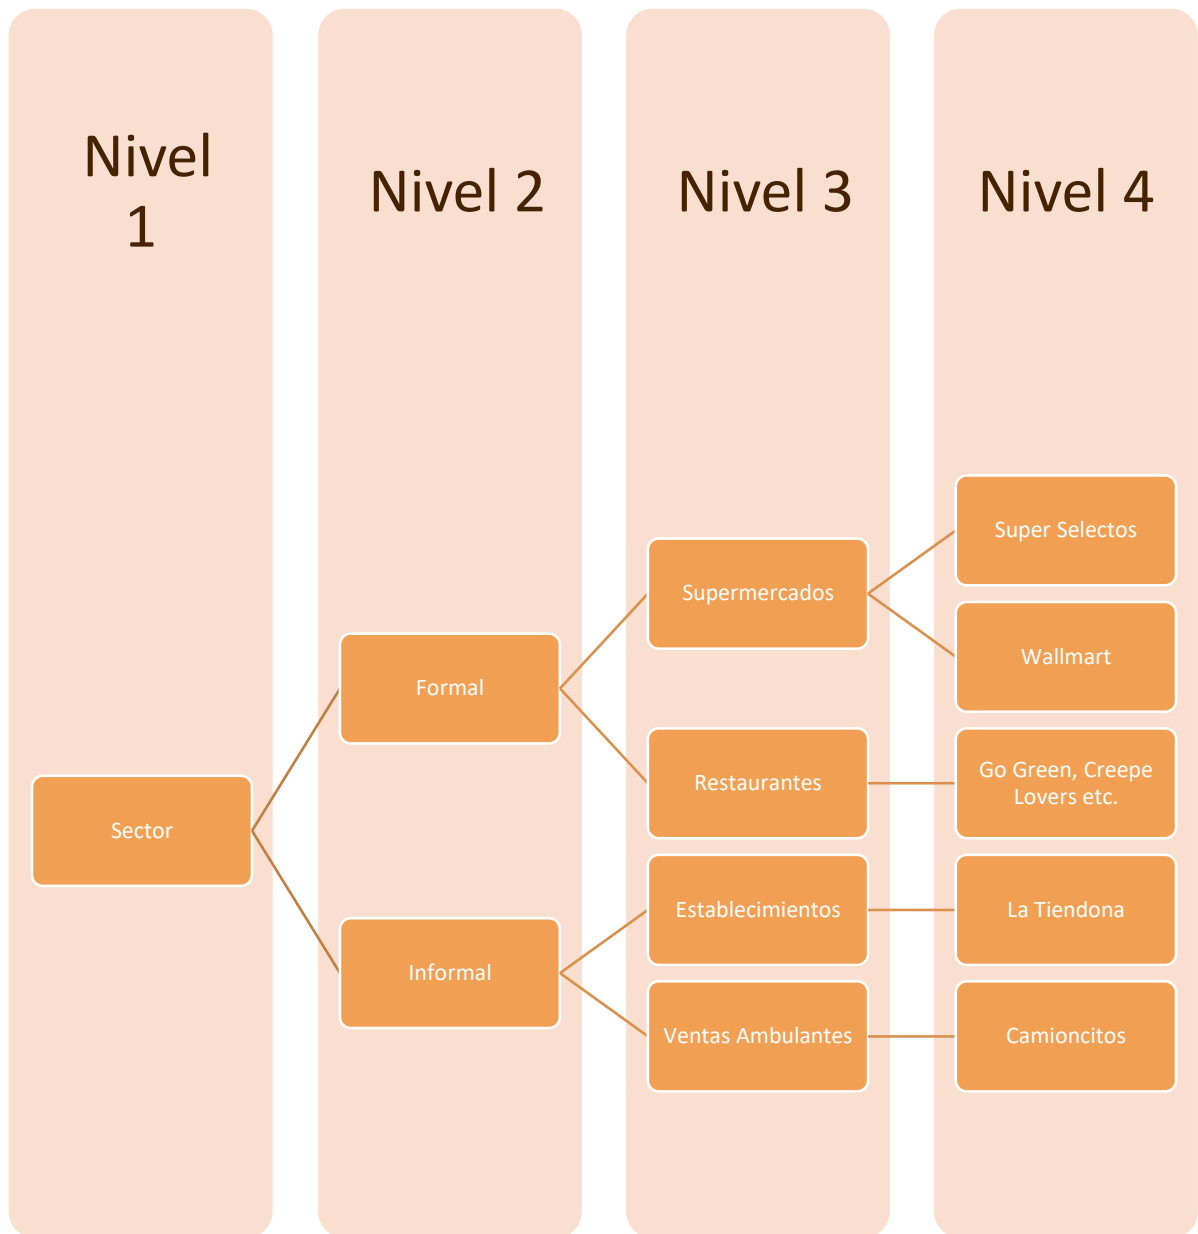 Nivel
1
Nivel 2
Nivel 3
Nivel 4
Sector
Formal
Informal
Supermercados
Restaurantes
Establecimientos
Ventas Ambulantes
Super Selectos
Wallmart
Go Green, Creepe
Lovers etc.
La Tiendona
Camioncitos